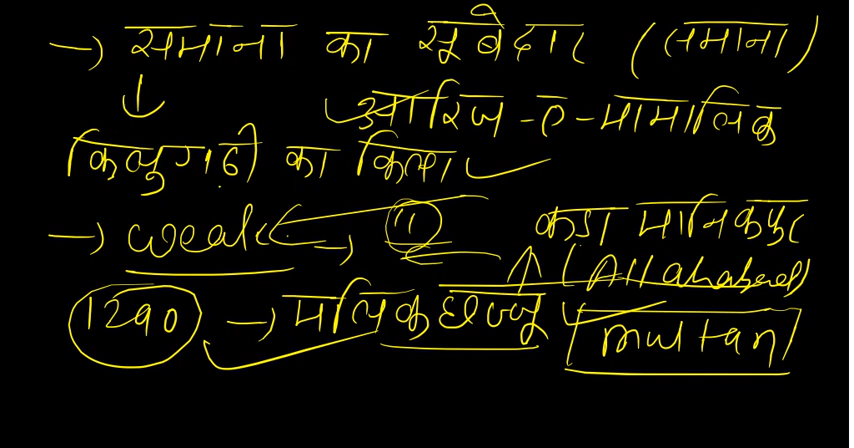 → समाना का सूबेदार (समाना)
↓ आरिज-ए-मामालिक
किलुगढी का किला
→ weak → (11) कडा मानिकपुर
↑ (Allahabad)
1290 → मलिक छज्जू
multan